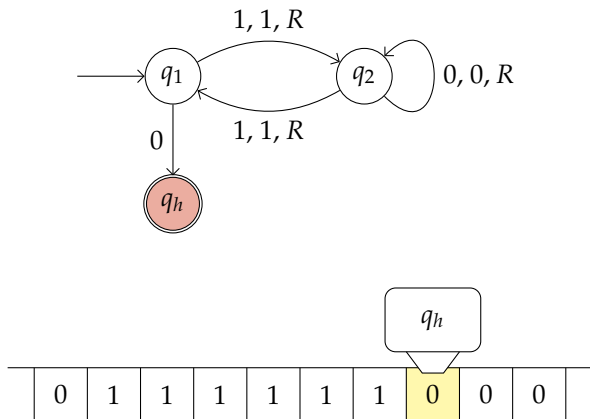 1, 1, R
q1 q2
0, 0, R
1, 1, R
0
qh
qh
0 1 1 1 1 1 1 0 0 0